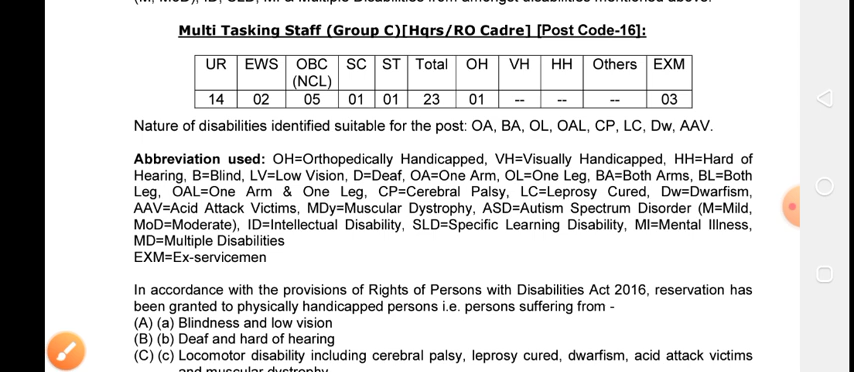 Multi Tasking Staff (Group C)[Hqrs/RO Cadre] [Post Code-16]:
UR EWS OBC (NCL) SC ST Total OH VH HH Others EXM
14 02 05 01 01 23 01 -- -- -- 03
Nature of disabilities identified suitable for the post: OA, BA, OL, OAL, CP, LC, Dw, AAV.
Abbreviation used: OH=Orthopedically Handicapped, VH=Visually Handicapped, HH=Hard of
Hearing, B=Blind, LV=Low Vision, D=Deaf, OA=One Arm, OL=One Leg, BA=Both Arms, BL=Both
Leg, OAL=One Arm & One Leg, CP=Cerebral Palsy, LC=Leprosy Cured, Dw=Dwarfism,
AAV=Acid Attack Victims, MDy=Muscular Dystrophy, ASD=Autism Spectrum Disorder (M=Mild,
MoD=Moderate), ID=Intellectual Disability, SLD=Specific Learning Disability, MI=Mental Illness,
MD=Multiple Disabilities
EXM=Ex-servicemen
In accordance with the provisions of Rights of Persons with Disabilities Act 2016, reservation has
been granted to physically handicapped persons i.e. persons suffering from -
(A) (a) Blindness and low vision
(B) (b) Deaf and hard of hearing
(C) (c) Locomotor disability including cerebral palsy, leprosy cured, dwarfism, acid attack victims
and muscular dystrophy